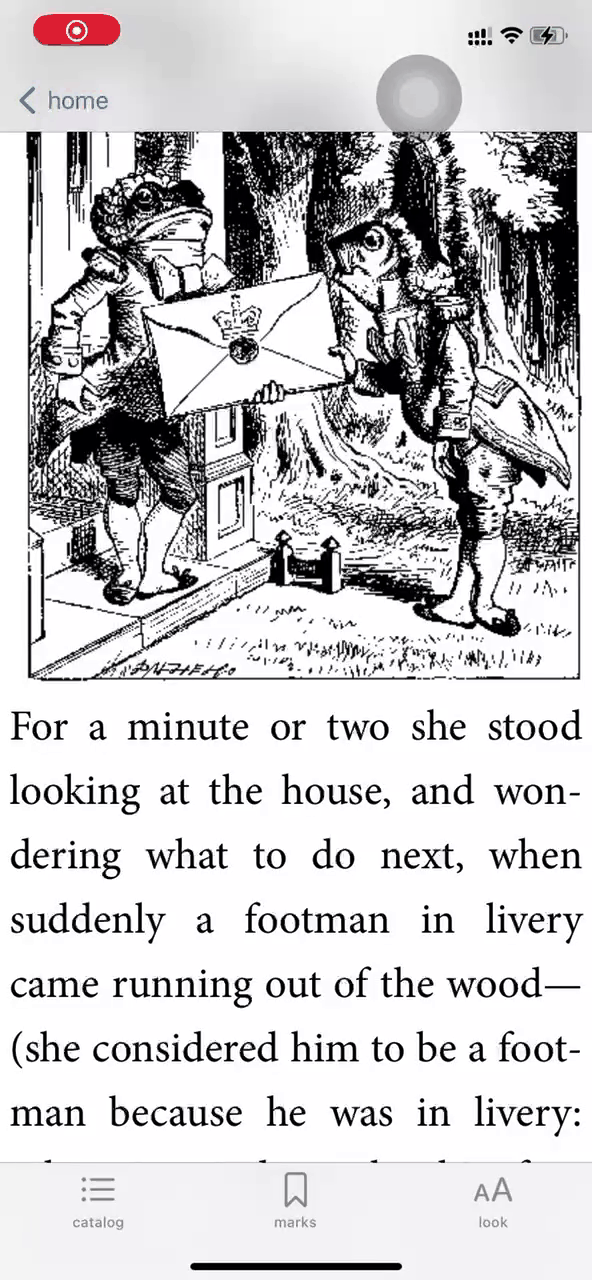 home
For a minute or two she stood
looking at the house, and won-
dering what to do next, when
suddenly a footman in livery
came running out of the wood—
(she considered him to be a foot-
man because he was in livery:
catalog
marks
AA
look